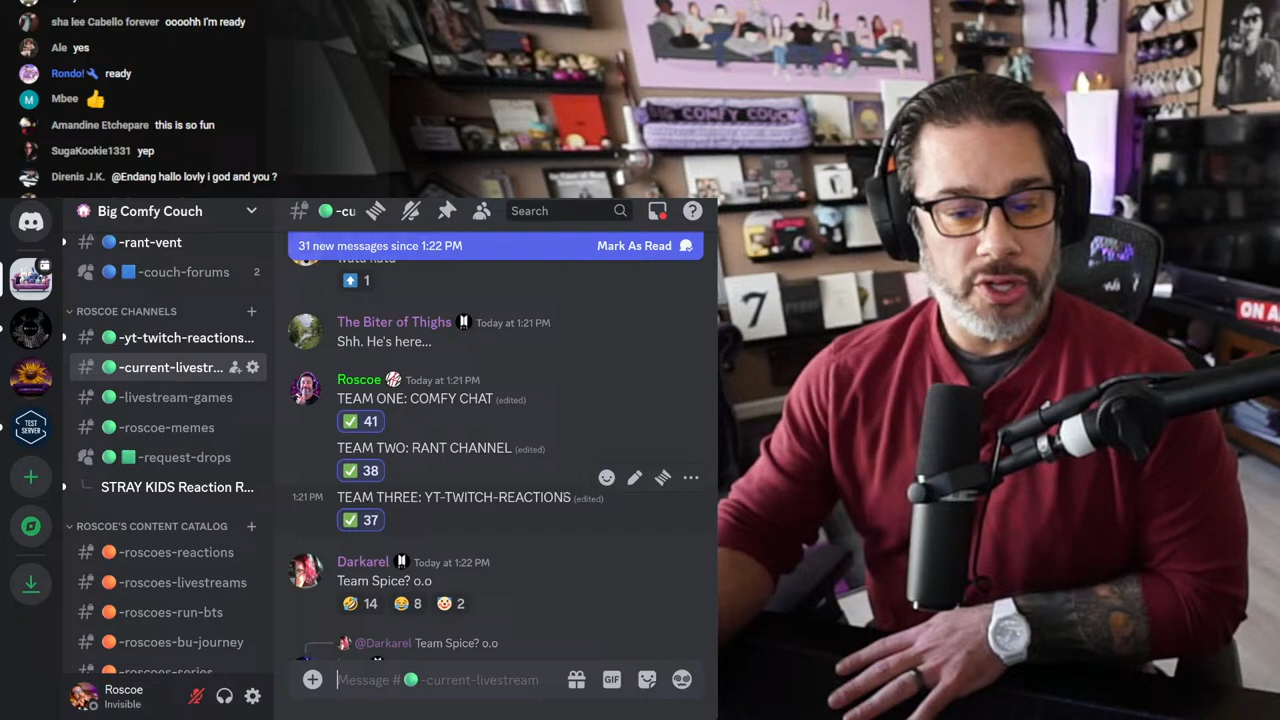 sha lee Cabello forever oooohh I'm ready
Ale yes
Rondo! ready
M Mbee 👍
Amandine Etchepare this is so fun
SugaKookie1331 yep
Direnis J.K. @Endang hallo lovly i god and you ?
BIG COMFY COUCH
7
ON A
Big Comfy Couch
-rant-vent
-couch-forums 2
ROSCOE CHANNELS
-yt-twitch-reactions...
-current-livestr...
-livestream-games
-roscoe-memes
TEST SERVER
-request-drops
STRAY KIDS Reaction R...
ROSCOE'S CONTENT CATALOG
-roscoes-reactions
-roscoes-livestreams
-roscoes-run-bts
-roscoes-bu-journey
-roscoes-series
Roscoe
Invisible
-cu
Search
31 new messages since 1:22 PM Mark As Read
1
The Biter of Thighs Today at 1:21 PM
Shh. He's here...
Roscoe Today at 1:21 PM
TEAM ONE: COMFY CHAT (edited)
✅ 41
TEAM TWO: RANT CHANNEL (edited)
✅ 38
1:21 PM TEAM THREE: YT-TWITCH-REACTIONS (edited)
✅ 37
Darkarel Today at 1:22 PM
Team Spice? o.o
🤣 14 😂 8 🤡 2
@Darkarel Team Spice? o.o
Message # -current-livestream
GIF